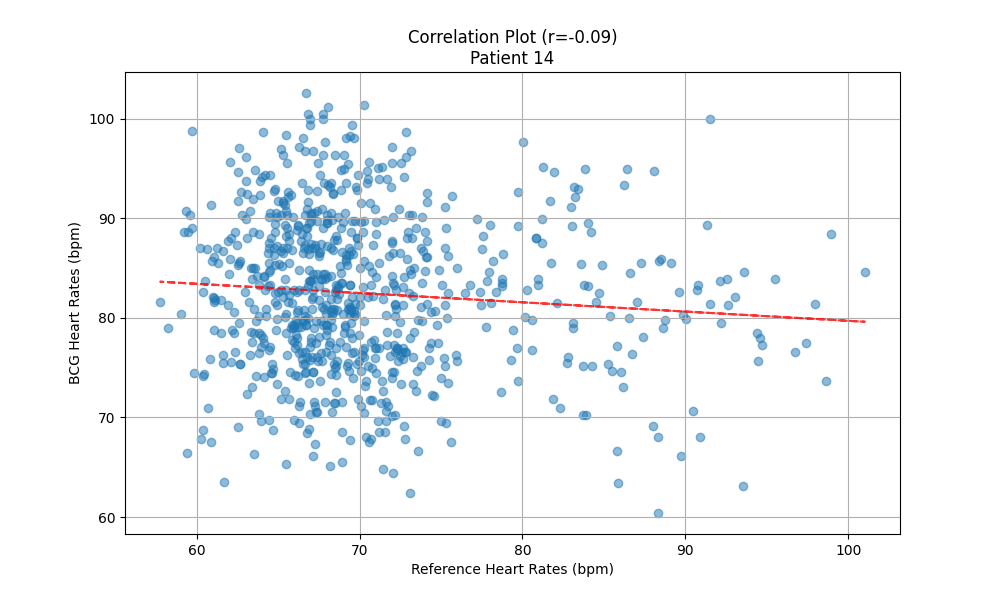 Correlation Plot (r=-0.09)
Patient 14
100
90
80
70
60
BCG Heart Rates (bpm)
60 70 80 90 100
Reference Heart Rates (bpm)